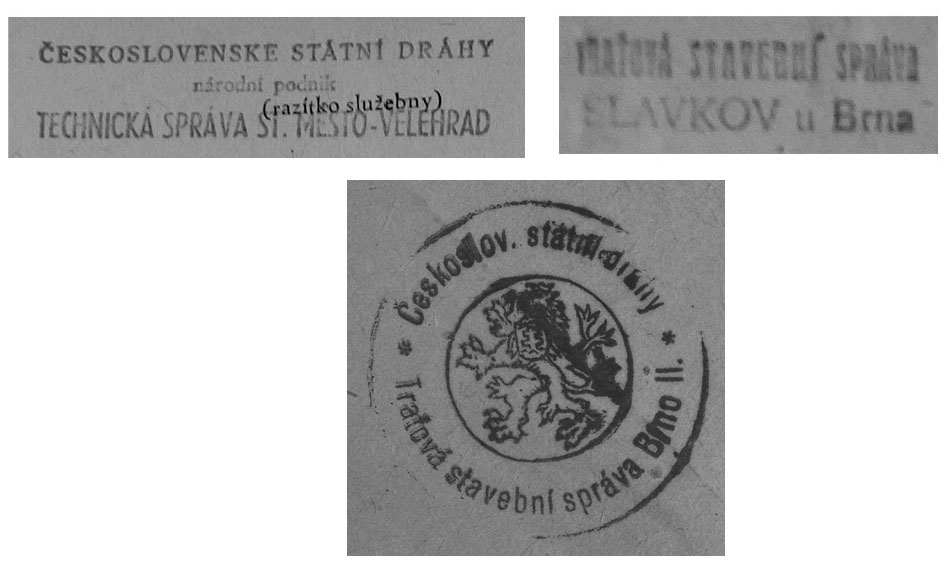 ČESKOSLOVENSKÉ STÁTNÍ DRÁHY
národní podnik
(razítko služebny)
TECHNICKÁ SPRÁVA ST. MĚSTO-VELEHRAD
TRAŤOVÁ STAVEBNÍ SPRÁVA
SLAVKOV u Brna
Českoslov. státní dráhy
* Traťová stavební správa Brno II. *